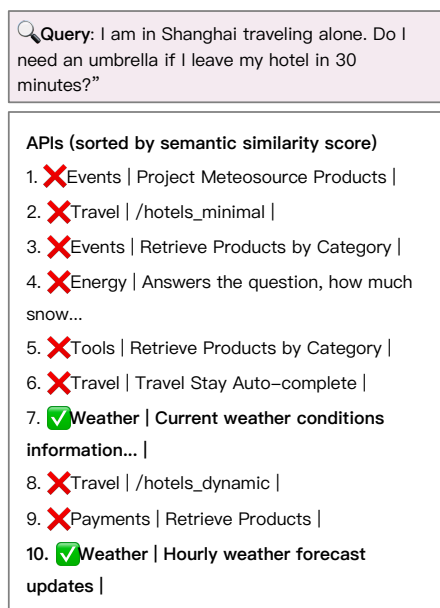 🔍Query: I am in Shanghai traveling alone. Do I
need an umbrella if I leave my hotel in 30
minutes?”
APIs (sorted by semantic similarity score)
1. ❌Events | Project Meteosource Products |
2. ❌Travel | /hotels_minimal |
3. ❌Events | Retrieve Products by Category |
4. ❌Energy | Answers the question, how much
snow...
5. ❌Tools | Retrieve Products by Category |
6. ❌Travel | Travel Stay Auto-complete |
7. ✅Weather | Current weather conditions
information... |
8. ❌Travel | /hotels_dynamic |
9. ❌Payments | Retrieve Products |
10. ✅Weather | Hourly weather forecast
updates |